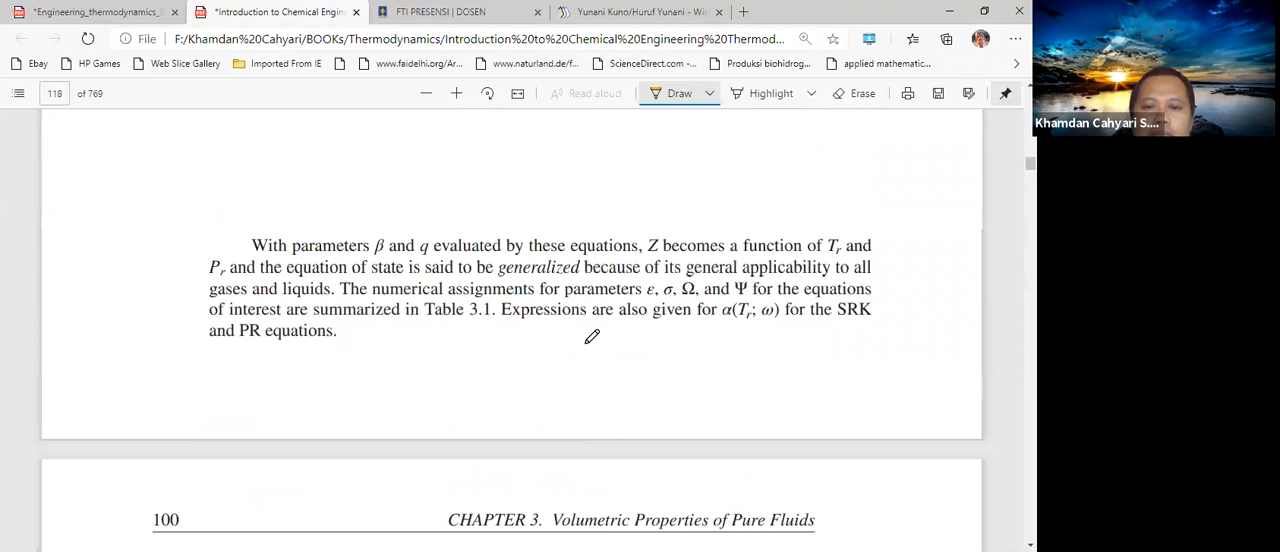 *Engineering_thermodynamics_
*Introduction to Chemical Engin
FTI PRESENSI | DOSEN
Yunani Kuno/Huruf Yunani - Wi
File
F:/Khamdan%20Cahyari/BOOKs/Thermodynamics/Introduction%20to%20Chemical%20Engineering%20Thermod...
Ebay
HP Games
Web Slice Gallery
Imported From IE
www.faidelhi.org/Ar...
www.naturland.de/f...
ScienceDirect.com -...
Produksi biohidrog...
applied mathematic...
118 of 769
Read aloud
Draw
Highlight
Erase
Khamdan Cahyari S....
With parameters β and q evaluated by these equations, Z becomes a function of Tᵣ and
Pᵣ and the equation of state is said to be generalized because of its general applicability to all
gases and liquids. The numerical assignments for parameters ε, σ, Ω, and Ψ for the equations
of interest are summarized in Table 3.1. Expressions are also given for α(Tᵣ; ω) for the SRK
and PR equations.
100
CHAPTER 3. Volumetric Properties of Pure Fluids